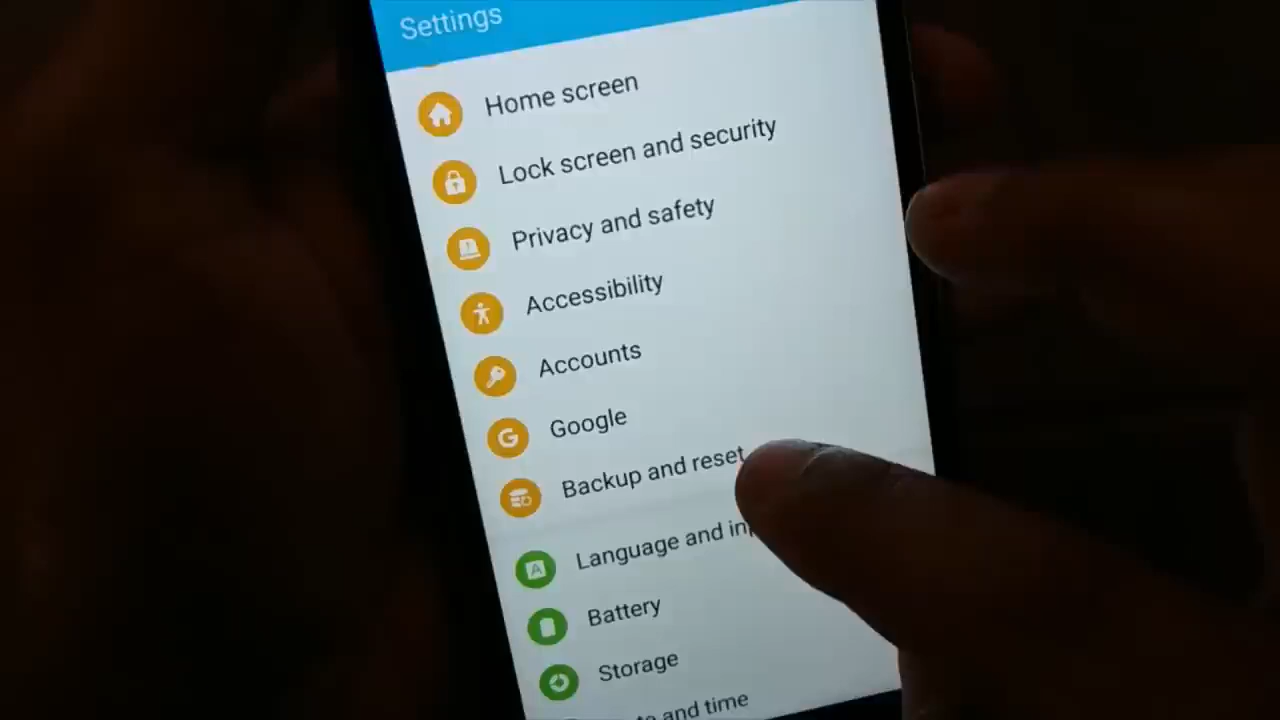 Settings
Home screen
Lock screen and security
Privacy and safety
Accessibility
Accounts
G Google
Backup and reset
A Language and
Battery
Storage
and time